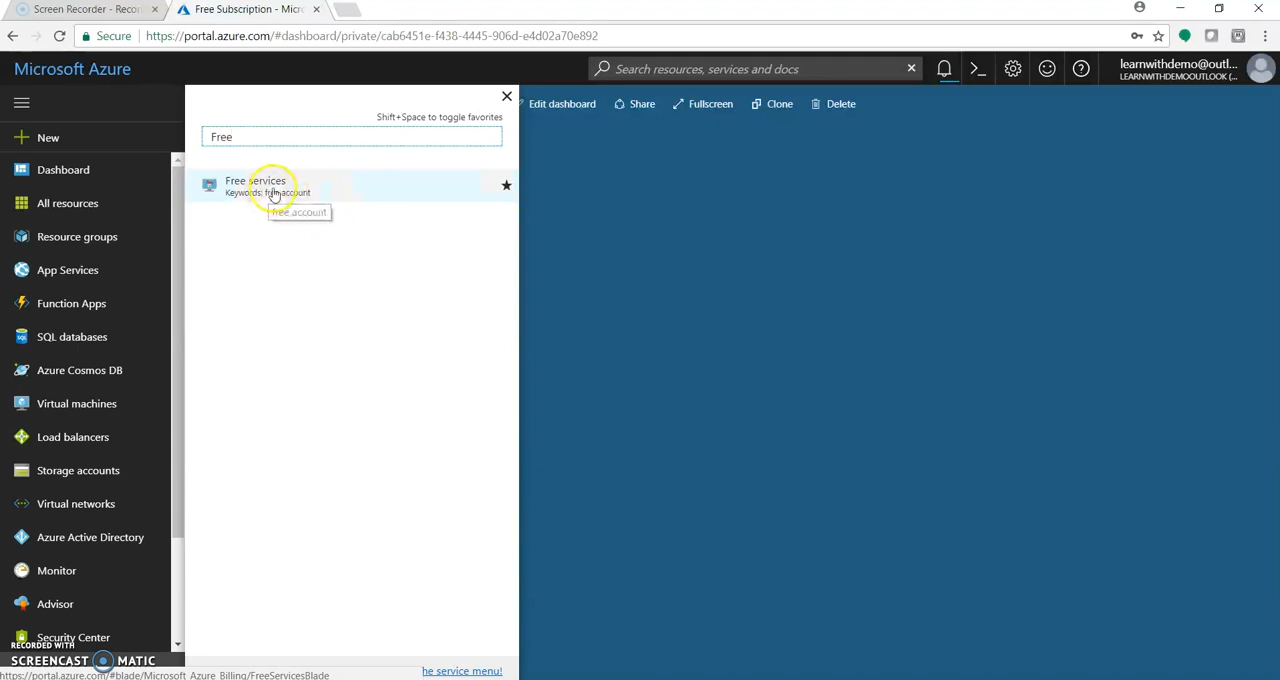 Screen Recorder - Recor
Free Subscription - Micr
Secure
https://portal.azure.com/#dashboard/private/cab6451e-f438-4445-906d-e4d02a70e892
Microsoft Azure
Search resources, services and docs
learnwithdemo@outl...
LEARNWITHDEMOOUTLOOK (...
Edit dashboard
Share
Fullscreen
Clone
Delete
Shift+Space to toggle favorites
Free
Free services
Keywords: free account
free account
New
Dashboard
All resources
Resource groups
App Services
Function Apps
SQL databases
Azure Cosmos DB
Virtual machines
Load balancers
Storage accounts
Virtual networks
Azure Active Directory
Monitor
Advisor
Security Center
RECORDED WITH
SCREENCAST MATIC
he service menu!
https://portal.azure.com/#blade/Microsoft_Azure_Billing/FreeServicesBlade